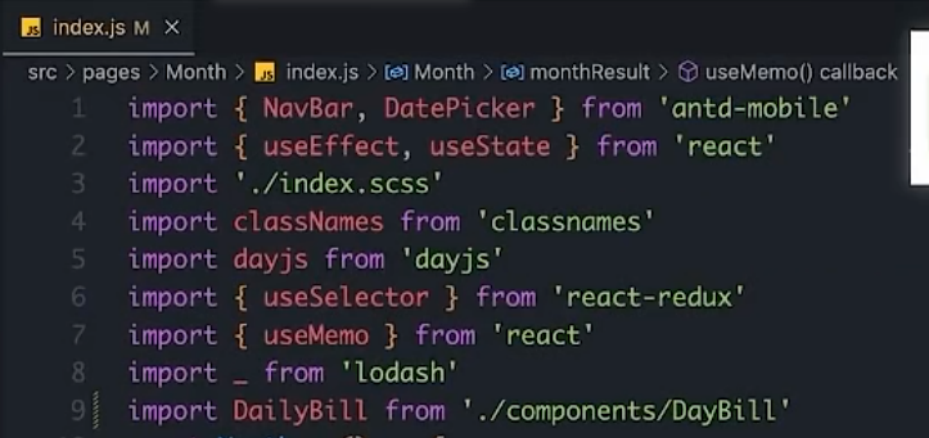 JS index.js M ×
src > pages > Month > JS index.js > Month > monthResult > useMemo() callback
1 import { NavBar, DatePicker } from 'antd-mobile'
2 import { useEffect, useState } from 'react'
3 import './index.scss'
4 import classNames from 'classnames'
5 import dayjs from 'dayjs'
6 import { useSelector } from 'react-redux'
7 import { useMemo } from 'react'
8 import _ from 'lodash'
9 import DailyBill from './components/DayBill'